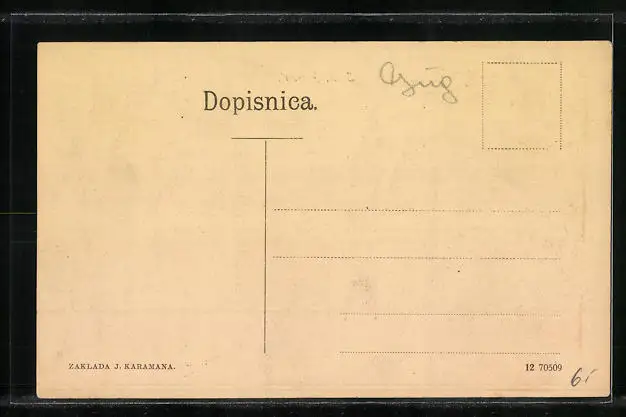 Dopisnica.
ZAKLADA J. KARAMANA.
12 70509